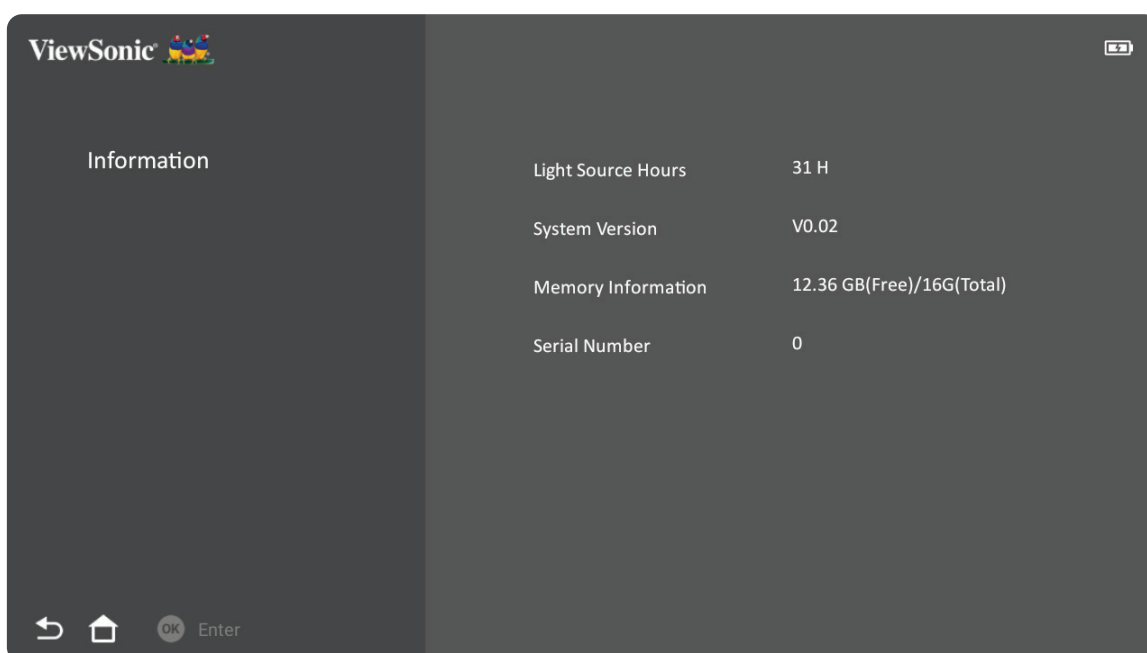 ViewSonic®
Information
Light Source Hours 31 H
System Version V0.02
Memory Information 12.36 GB(Free)/16G(Total)
Serial Number 0
OK Enter